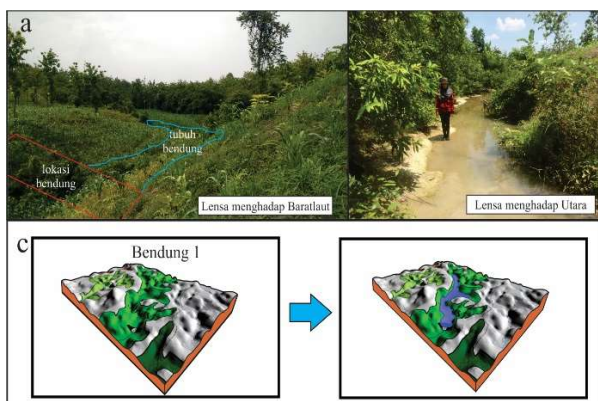 a
tubuh
bendung
lokasi
bendung
Lensa menghadap Baratlaut
Lensa menghadap Utara
c
Bendung 1